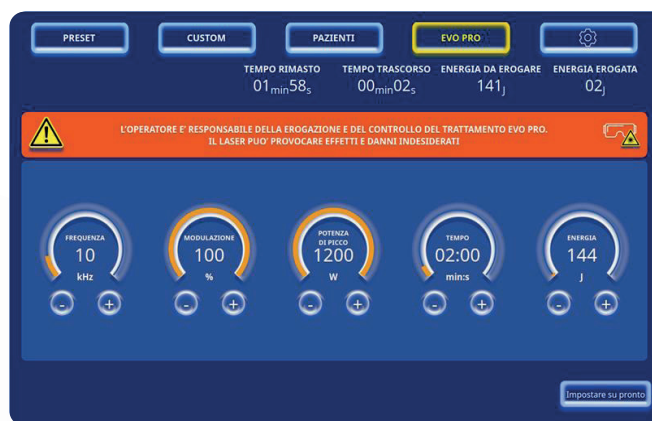 PRESET
CUSTOM
PAZIENTI
EVO PRO
TEMPO RIMASTO
TEMPO TRASCORSO
ENERGIA DA EROGARE
ENERGIA EROGATA
01min58s
00min02s
141J
02J
L'OPERATORE E' RESPONSABILE DELLA EROGAZIONE E DEL CONTROLLO DEL TRATTAMENTO EVO PRO.
IL LASER PUO' PROVOCARE EFFETTI E DANNI INDESIDERATI
FREQUENZA
10
kHz
- +
MODULAZIONE
100
%
- +
POTENZA
DI PICCO
1200
W
- +
TEMPO
02:00
min:s
- +
ENERGIA
144
J
- +
Impostare su pronto